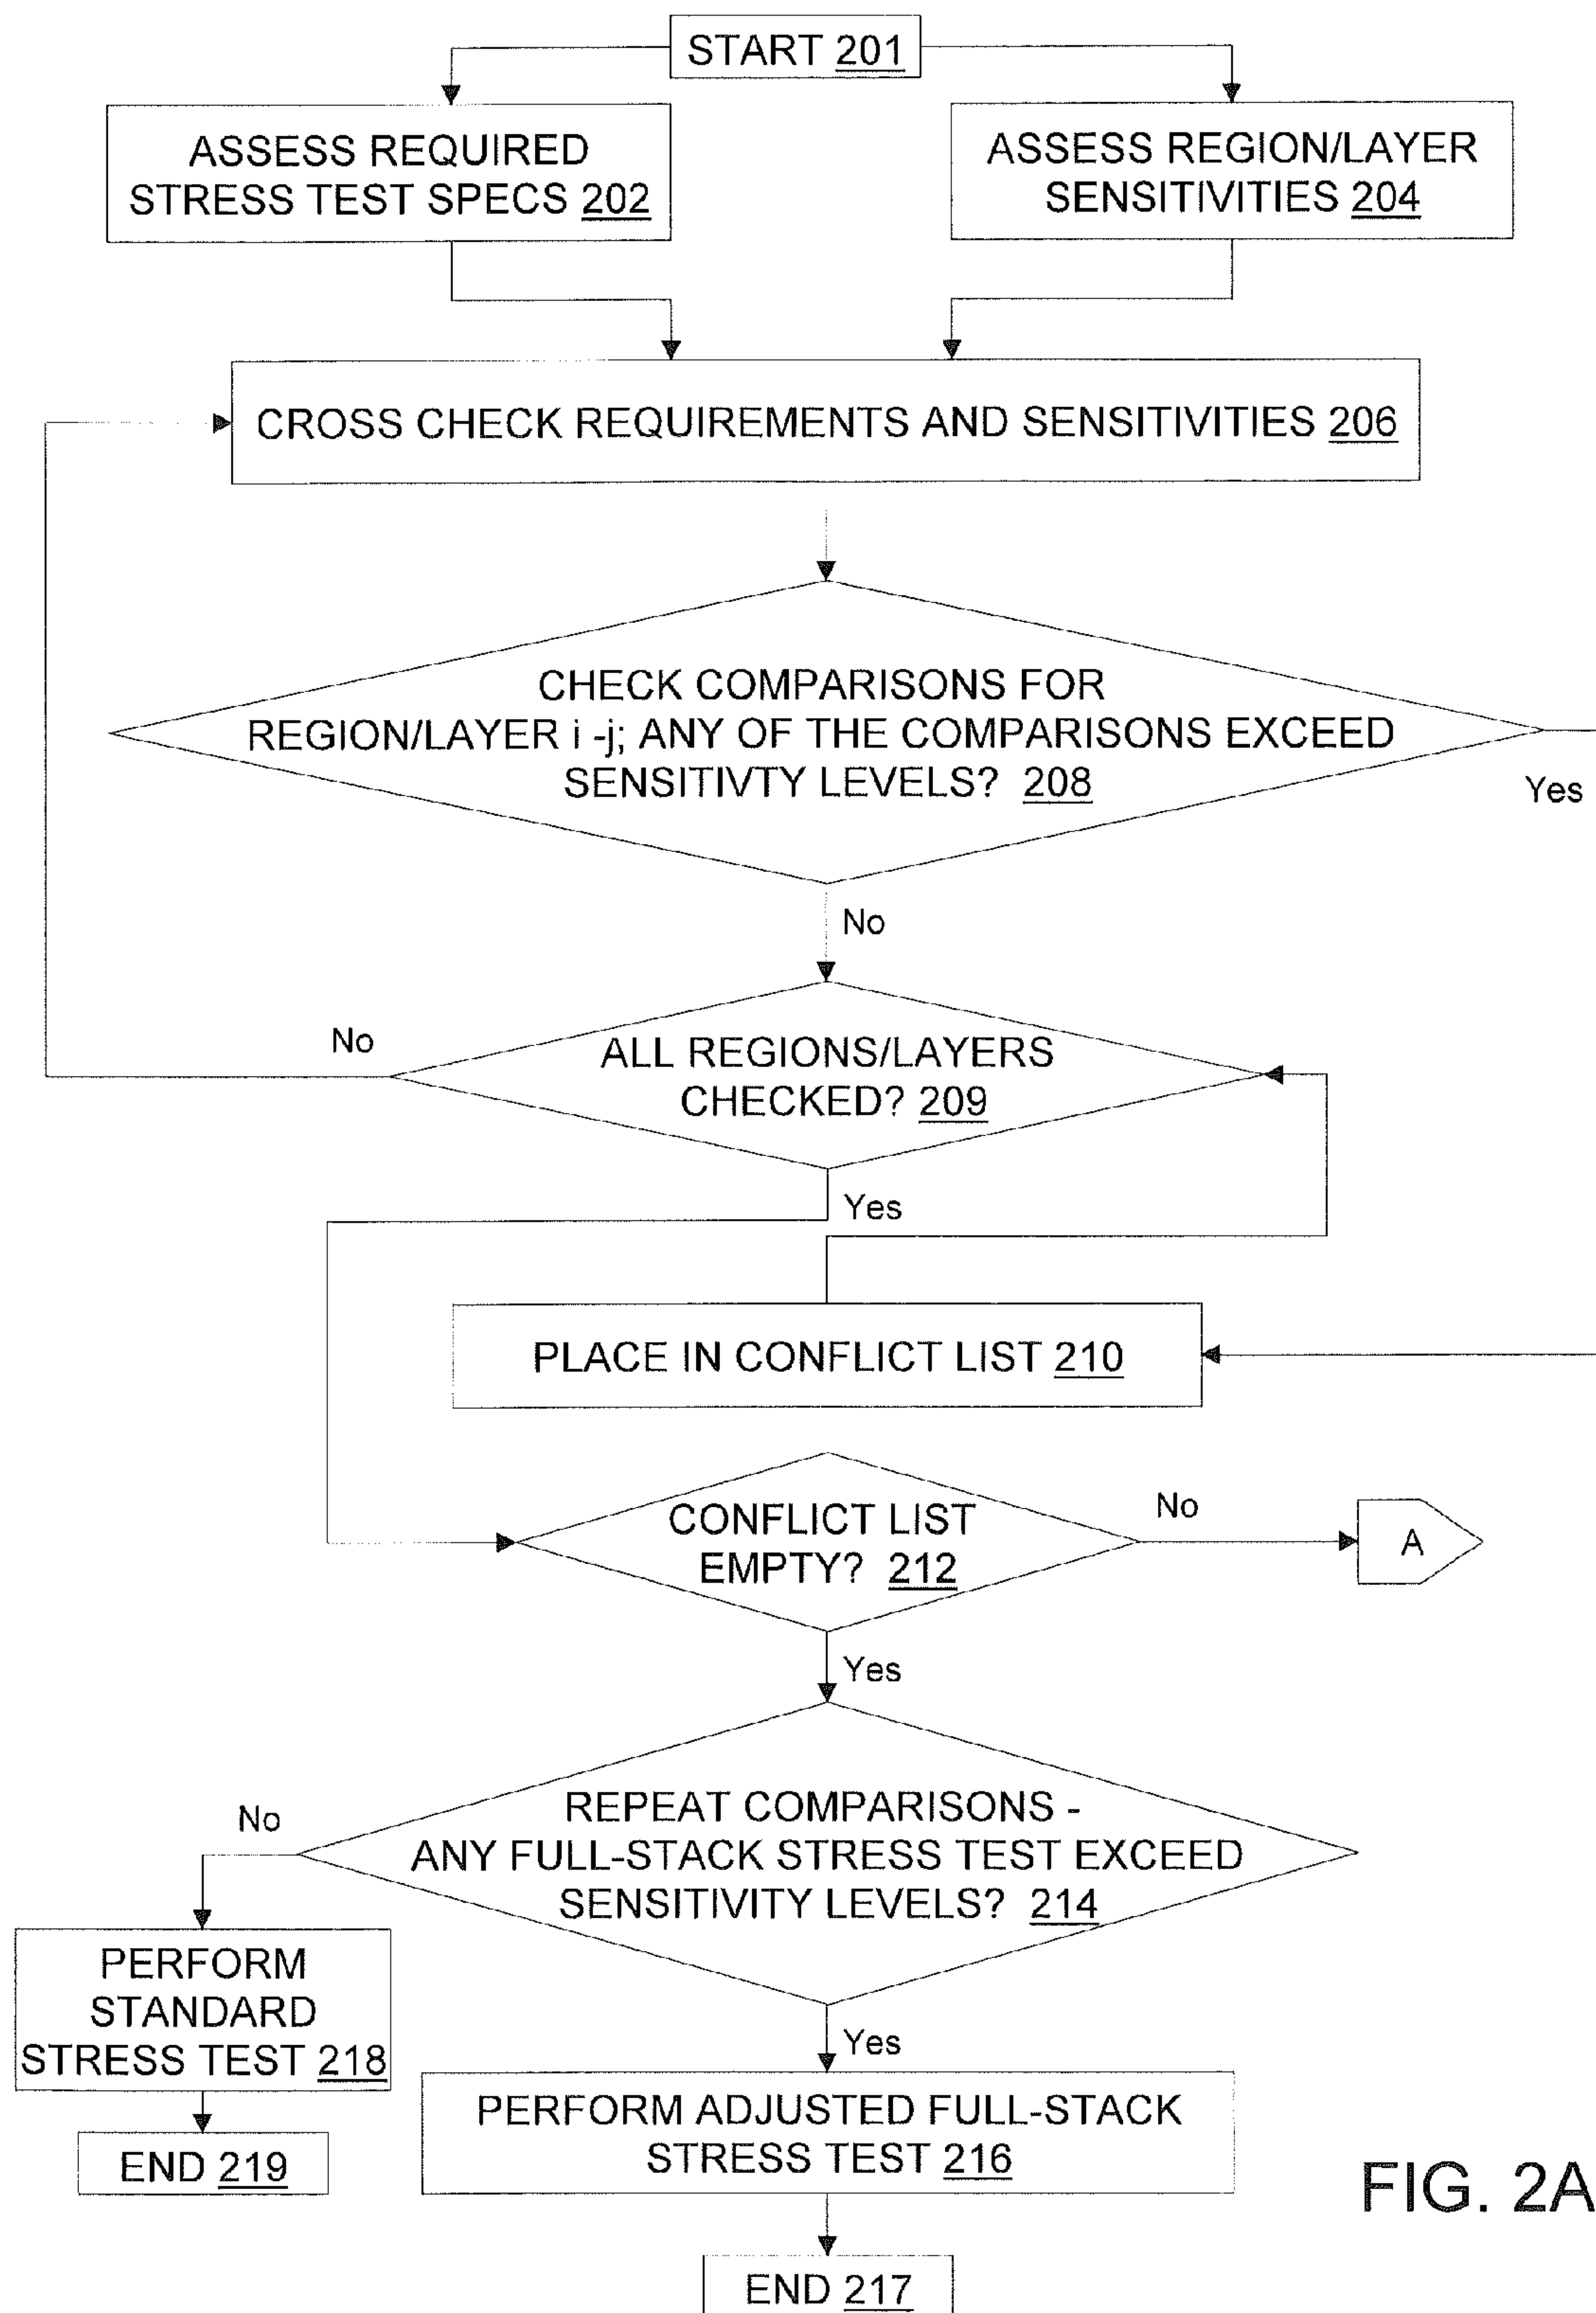 START 201
ASSESS REQUIRED
STRESS TEST SPECS 202
ASSESS REGION/LAYER
SENSITIVITIES 204
CROSS CHECK REQUIREMENTS AND SENSITIVITIES 206
CHECK COMPARISONS FOR
REGION/LAYER i -j; ANY OF THE COMPARISONS EXCEED
SENSITIVTY LEVELS? 208
Yes
No
No
ALL REGIONS/LAYERS
CHECKED? 209
Yes
PLACE IN CONFLICT LIST 210
CONFLICT LIST
EMPTY? 212
No
A
Yes
REPEAT COMPARISONS -
ANY FULL-STACK STRESS TEST EXCEED
SENSITIVITY LEVELS? 214
No
PERFORM
STANDARD
STRESS TEST 218
END 219
Yes
PERFORM ADJUSTED FULL-STACK
STRESS TEST 216
END 217
FIG. 2A